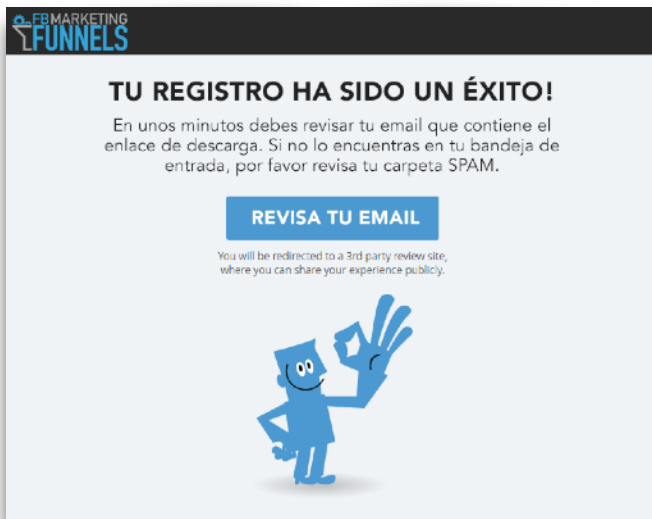 FBMARKETING
FUNNELS
TU REGISTRO HA SIDO UN ÉXITO!
En unos minutos debes revisar tu email que contiene el
enlace de descarga. Si no lo encuentras en tu bandeja de
entrada, por favor revisa tu carpeta SPAM.
REVISA TU EMAIL
You will be redirected to a 3rd party review site,
where you can share your experience publicly.